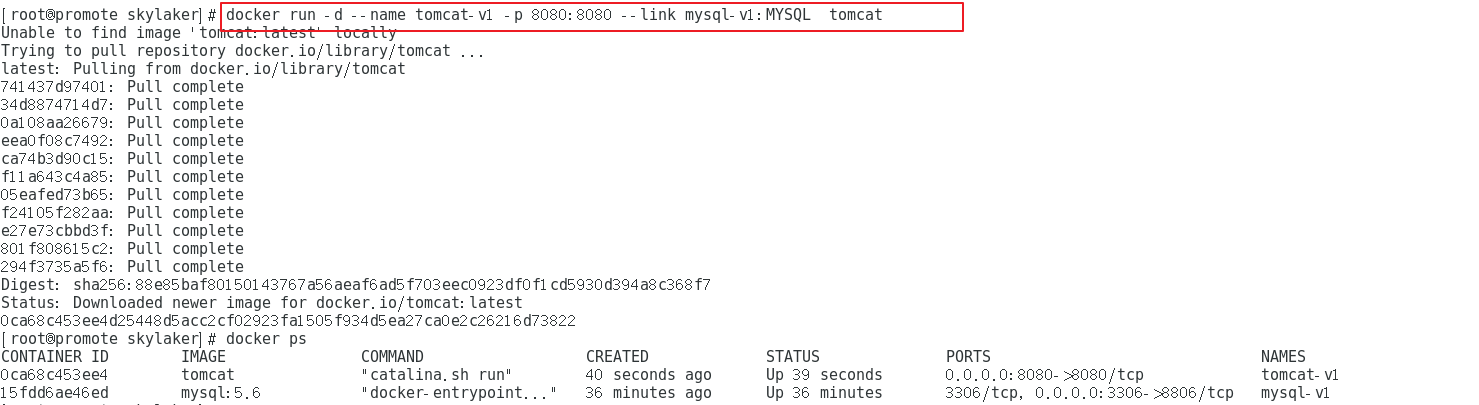 [root@promote skylaker]# docker run -d --name tomcat-v1 -p 8080:8080 --link mysql-v1:MYSQL  tomcat
Unable to find image 'tomcat:latest' locally
Trying to pull repository docker.io/library/tomcat ...
latest: Pulling from docker.io/library/tomcat
741437d97401: Pull complete
34d8874714d7: Pull complete
0a108aa26679: Pull complete
eea0f08c7492: Pull complete
ca74b3d90c15: Pull complete
f11a643c4a85: Pull complete
05eafed73b65: Pull complete
f24105f282aa: Pull complete
e27e73cbbd3f: Pull complete
801f808615c2: Pull complete
294f3735a5f6: Pull complete
Digest: sha256:88e85baf80150143767a56aeaf6ad5f703eec0923df0f1cd5930d394a8c368f7
Status: Downloaded newer image for docker.io/tomcat:latest
0ca68c453ee4d25448d5acc2cf02923fa1505f934d5ea27ca0e2c26216d73822
[root@promote skylaker]# docker ps
CONTAINER ID        IMAGE               COMMAND                  CREATED             STATUS              PORTS                              NAMES
0ca68c453ee4        tomcat              "catalina.sh run"        40 seconds ago      Up 39 seconds       0.0.0.0:8080->8080/tcp             tomcat-v1
15fdd6ae46ed        mysql:5.6           "docker-entrypoint..."   36 minutes ago      Up 36 minutes       3306/tcp, 0.0.0.0:3306->8806/tcp   mysql-v1